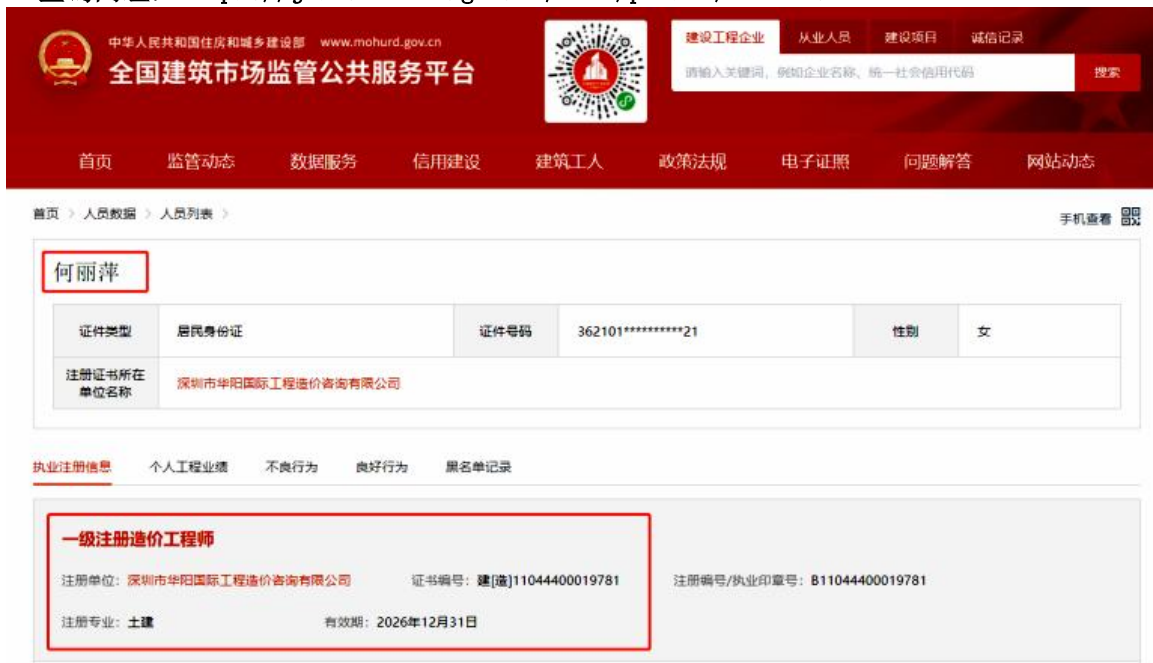 中华人民共和国住房和城乡建设部 www.mohurd.gov.cn
全国建筑市场监管公共服务平台
建设工程企业 从业人员 建设项目 诚信记录
请输入关键词，例如企业名称、统一社会信用代码 搜索
首页 监管动态 数据服务 信用建设 建筑工人 政策法规 电子证照 问题解答 网站动态
首页 > 人员数据 > 人员列表 >
手机查看
何丽萍
证件类型 居民身份证 证件号码 362101**********21 性别 女
注册证书所在
单位名称
深圳市华阳国际工程造价咨询有限公司
执业注册信息 个人工程业绩 不良行为 良好行为 黑名单记录
一级注册造价工程师
注册单位：深圳市华阳国际工程造价咨询有限公司 证书编号：建[造]11044400019781 注册编号/执业印章号：B11044400019781
注册专业：土建 有效期：2026年12月31日